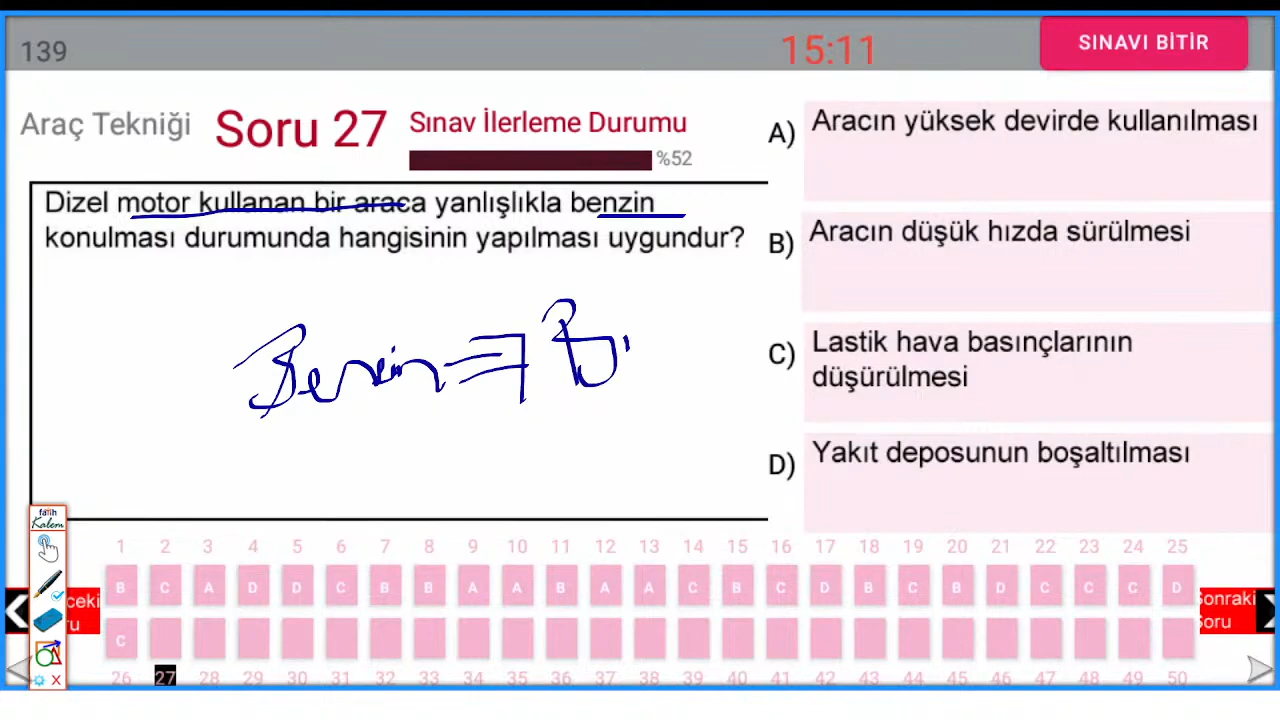 139
15:11
SINAVI BİTİR
Araç Tekniği
Soru 27
Sınav İlerleme Durumu
%52
Dizel motor kullanan bir araca yanlışlıkla benzin
konulması durumunda hangisinin yapılması uygundur?
Benzin => B
A) Aracın yüksek devirde kullanılması
B) Aracın düşük hızda sürülmesi
C) Lastik hava basınçlarının
düşürülmesi
D) Yakıt deposunun boşaltılması
fatih
Kalem
1 2 3 4 5 6 7 8 9 10 11 12 13 14 15 16 17 18 19 20 21 22 23 24 25
B C A D D C B B A A B A A C B C D B C B D C C C D
C
26 27 28 29 30 31 32 33 34 35 36 37 38 39 40 41 42 43 44 45 46 47 48 49 50
ceki
ru
Sonraki
Soru